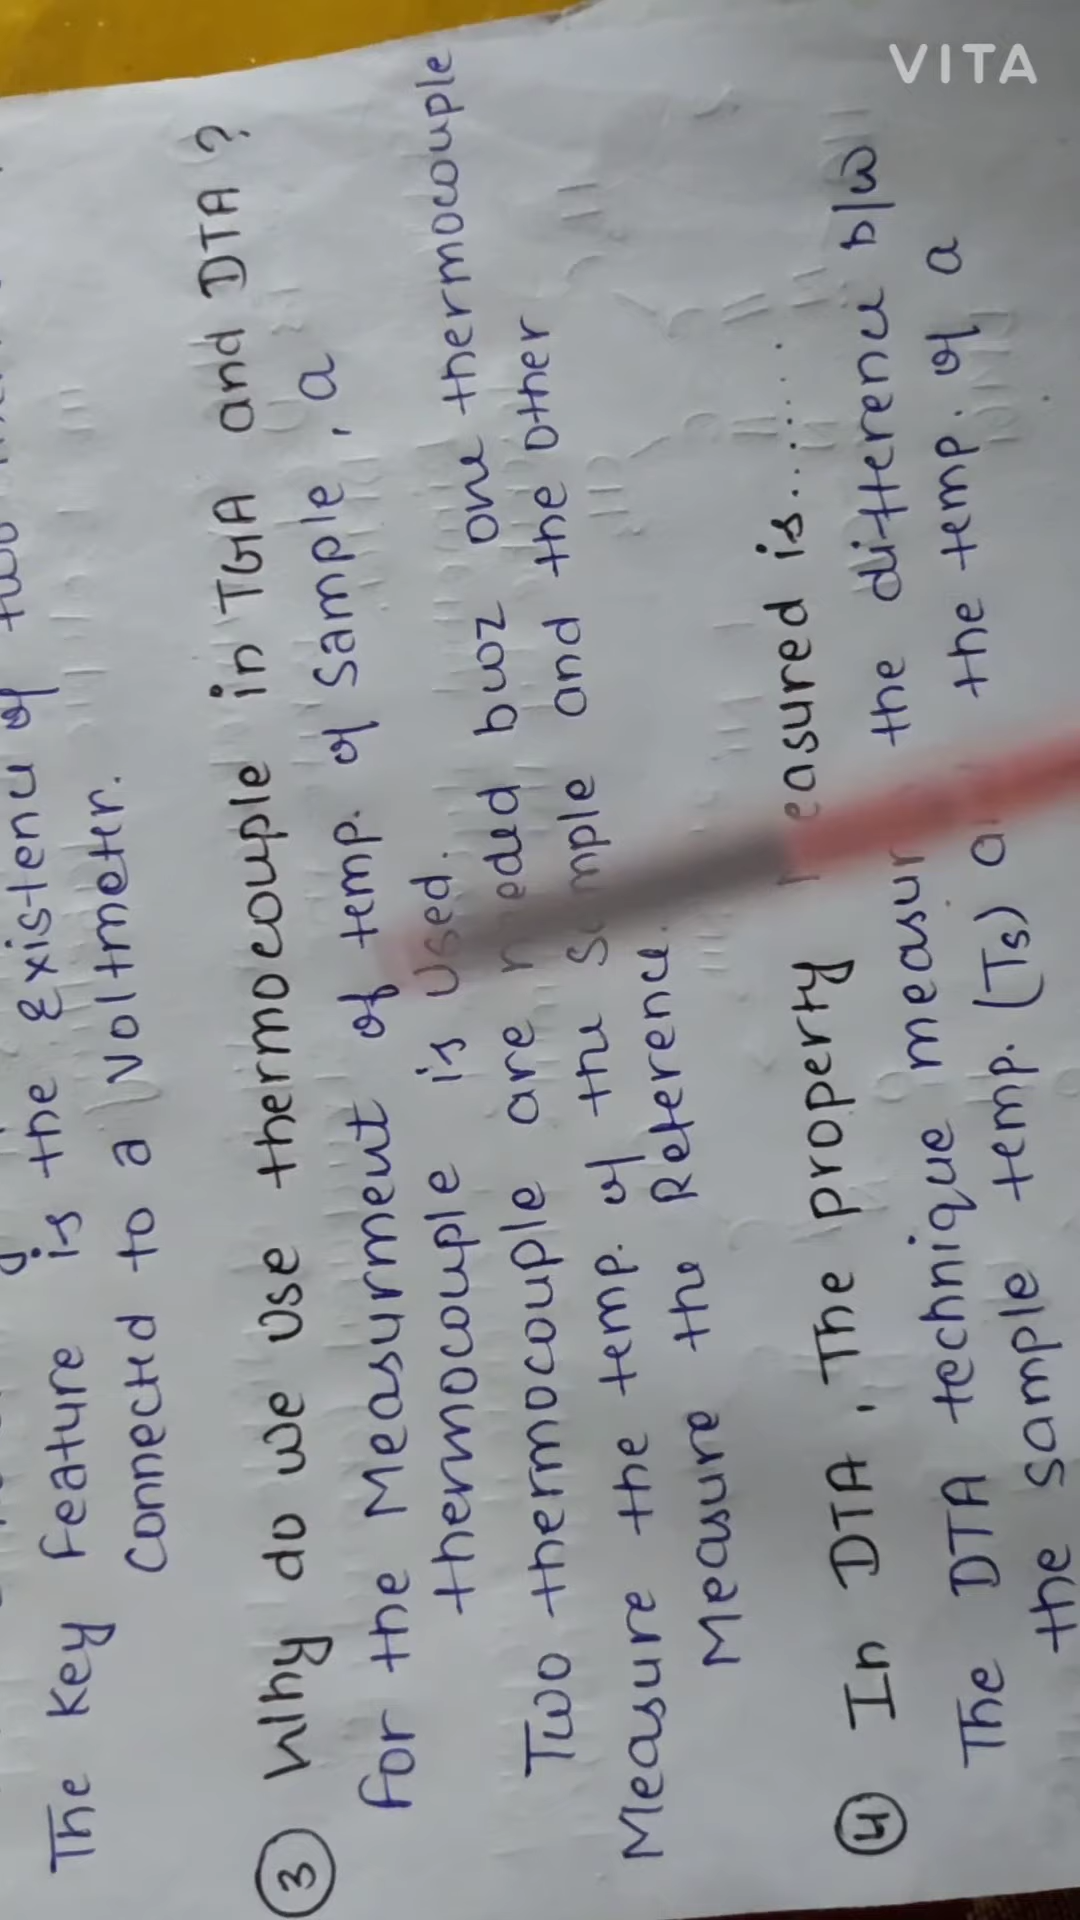 VITA
The Key feature is the existence of two
Connected to a voltmeter.
③ Why do we use thermocouple in TGA and DTA?
for the Measurment of temp. of sample, a
thermocouple is used.
Two thermocouple are needed bcoz one thermocouple
Measure the temp. of the sample and the other
Measure the Reference.
④ In DTA, The property measured is........
The DTA technique measur the difference b/w
the sample temp. (Ts) the temp. of a